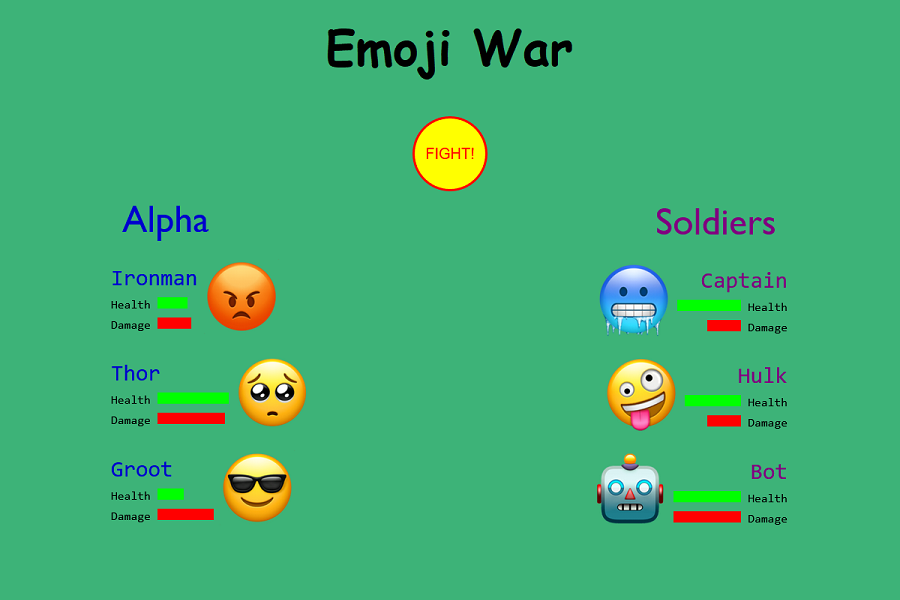 Emoji War
FIGHT!
Alpha
Ironman
Health
Damage
Thor
Health
Damage
Groot
Health
Damage
Soldiers
Captain
Health
Damage
Hulk
Health
Damage
Bot
Health
Damage